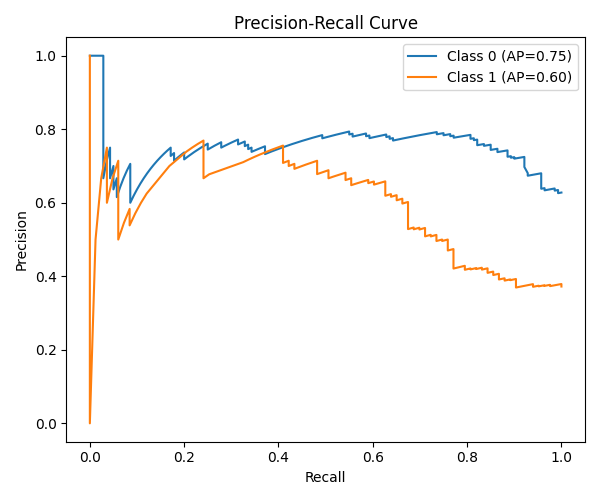 Precision-Recall Curve
Class 0 (AP=0.75)
Class 1 (AP=0.60)
Precision
1.0
0.8
0.6
0.4
0.2
0.0
0.0 0.2 0.4 0.6 0.8 1.0
Recall